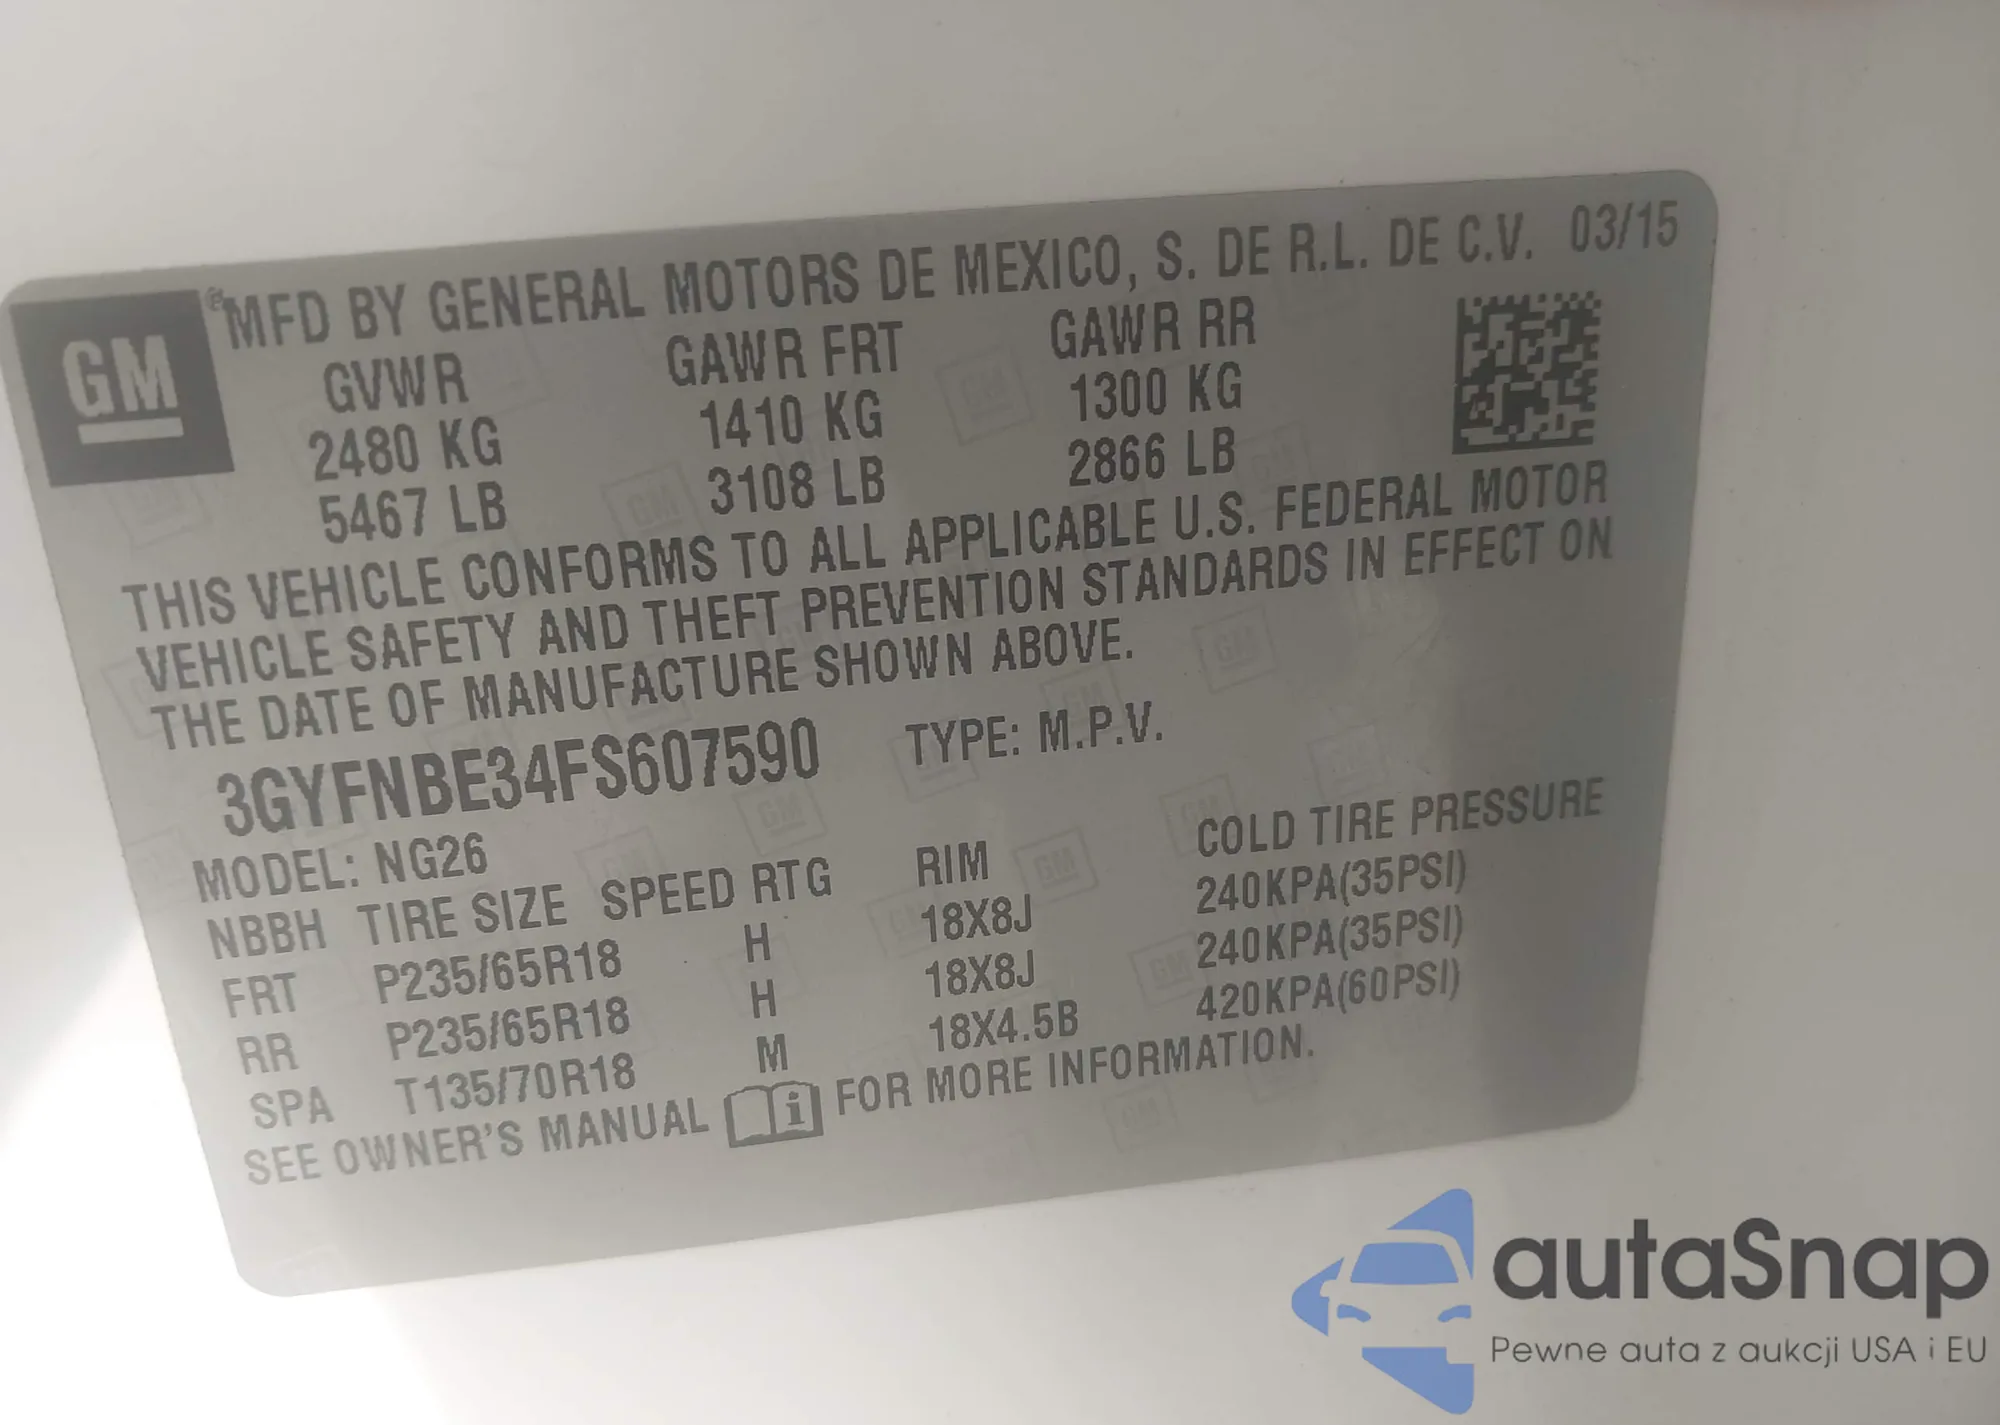 GM
® MFD BY GENERAL MOTORS DE MEXICO, S. DE R.L. DE C.V. 03/15
GVWR GAWR FRT GAWR RR
2480 KG 1410 KG 1300 KG
5467 LB 3108 LB 2866 LB
THIS VEHICLE CONFORMS TO ALL APPLICABLE U.S. FEDERAL MOTOR
VEHICLE SAFETY AND THEFT PREVENTION STANDARDS IN EFFECT ON
THE DATE OF MANUFACTURE SHOWN ABOVE.
3GYFNBE34FS607590 TYPE: M.P.V.
MODEL: NG26
NBBH TIRE SIZE SPEED RTG RIM COLD TIRE PRESSURE
FRT P235/65R18 H 18X8J 240KPA(35PSI)
RR P235/65R18 H 18X8J 240KPA(35PSI)
SPA T135/70R18 M 18X4.5B 420KPA(60PSI)
SEE OWNER'S MANUAL i FOR MORE INFORMATION.
autaSnap
Pewne auta z aukcji USA i EU